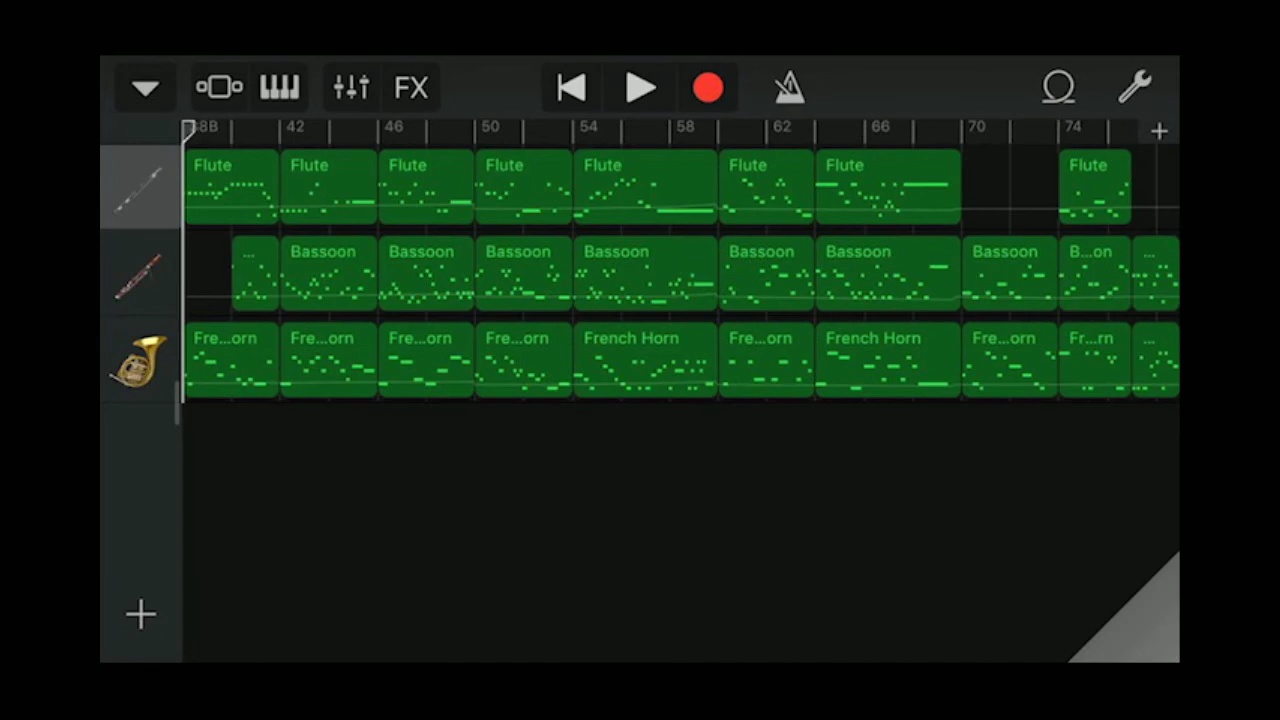 FX
38B 42 46 50 54 58 62 66 70 74
Flute Flute Flute Flute Flute Flute Flute Flute
... Bassoon Bassoon Bassoon Bassoon Bassoon Bassoon Bassoon B...on ...
Fre...orn Fre...orn Fre...orn Fre...orn French Horn Fre...orn French Horn Fre...orn Fr...rn ...